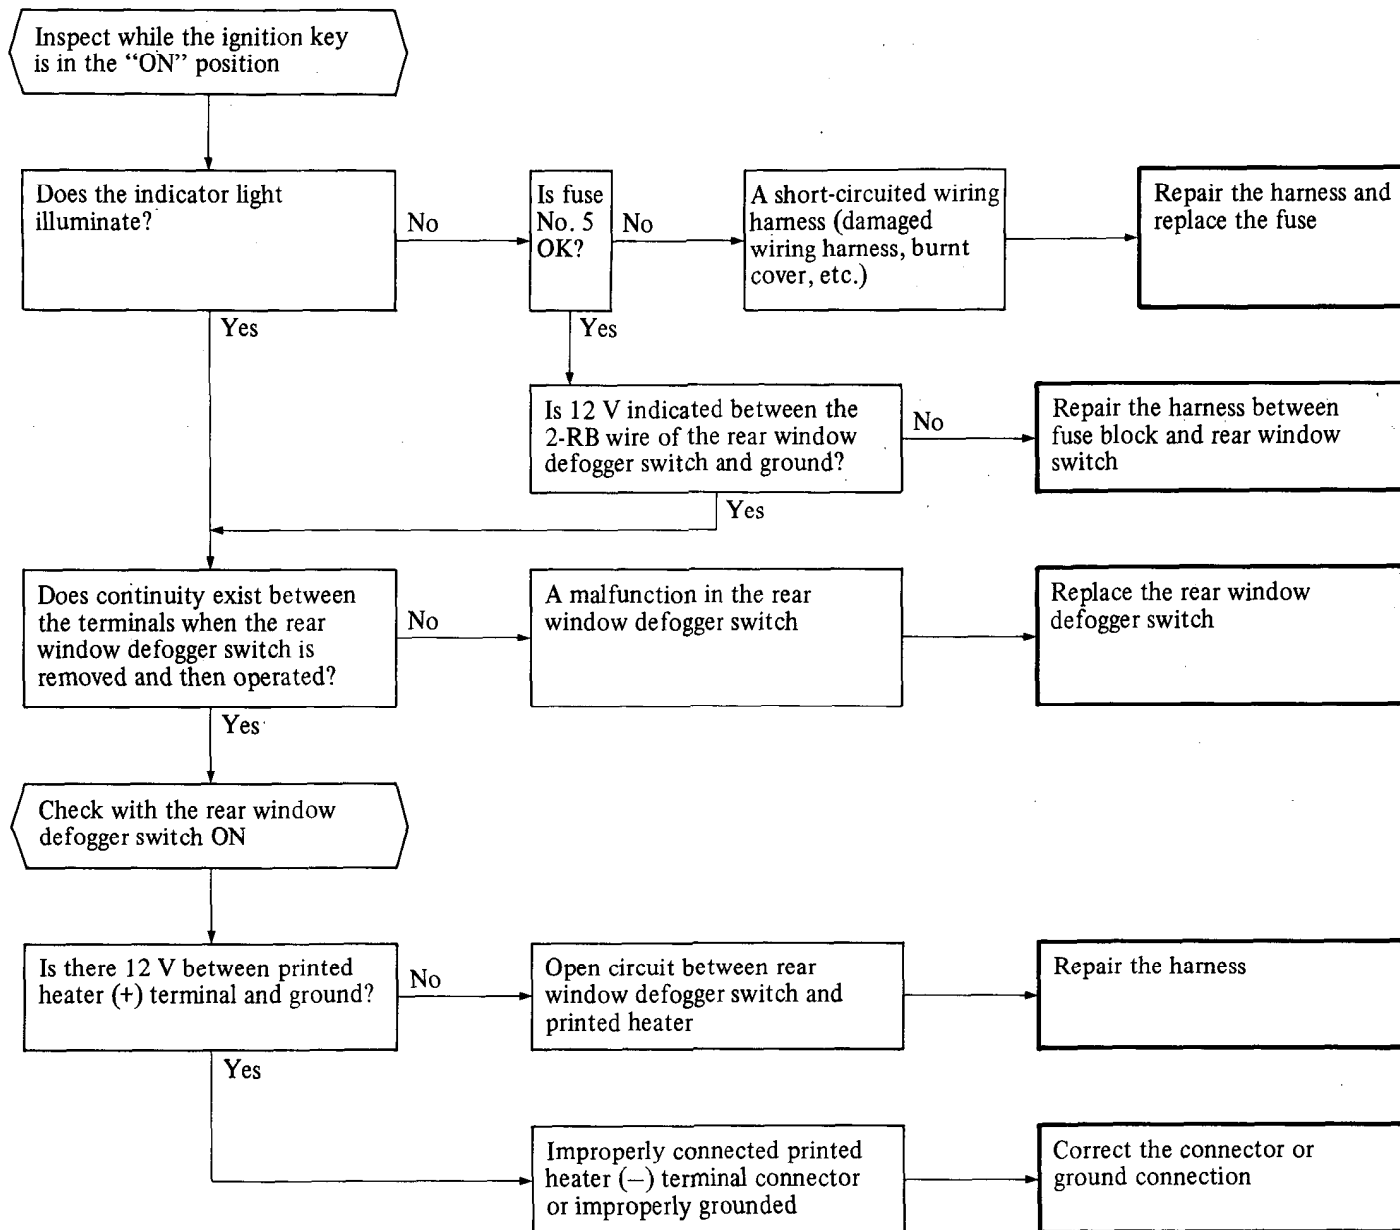 Inspect while the ignition key
is in the “ON” position
Does the indicator light
illuminate?
No
Is fuse
No. 5
OK?
No
A short-circuited wiring
harness (damaged
wiring harness, burnt
cover, etc.)
Repair the harness and
replace the fuse
Yes
Yes
Is 12 V indicated between the
2-RB wire of the rear window
defogger switch and ground?
No
Repair the harness between
fuse block and rear window
switch
Yes
Does continuity exist between
the terminals when the rear
window defogger switch is
removed and then operated?
No
A malfunction in the rear
window defogger switch
Replace the rear window
defogger switch
Yes
Check with the rear window
defogger switch ON
Is there 12 V between printed
heater (+) terminal and ground?
No
Open circuit between rear
window defogger switch and
printed heater
Repair the harness
Yes
Improperly connected printed
heater (−) terminal connector
or improperly grounded
Correct the connector or
ground connection